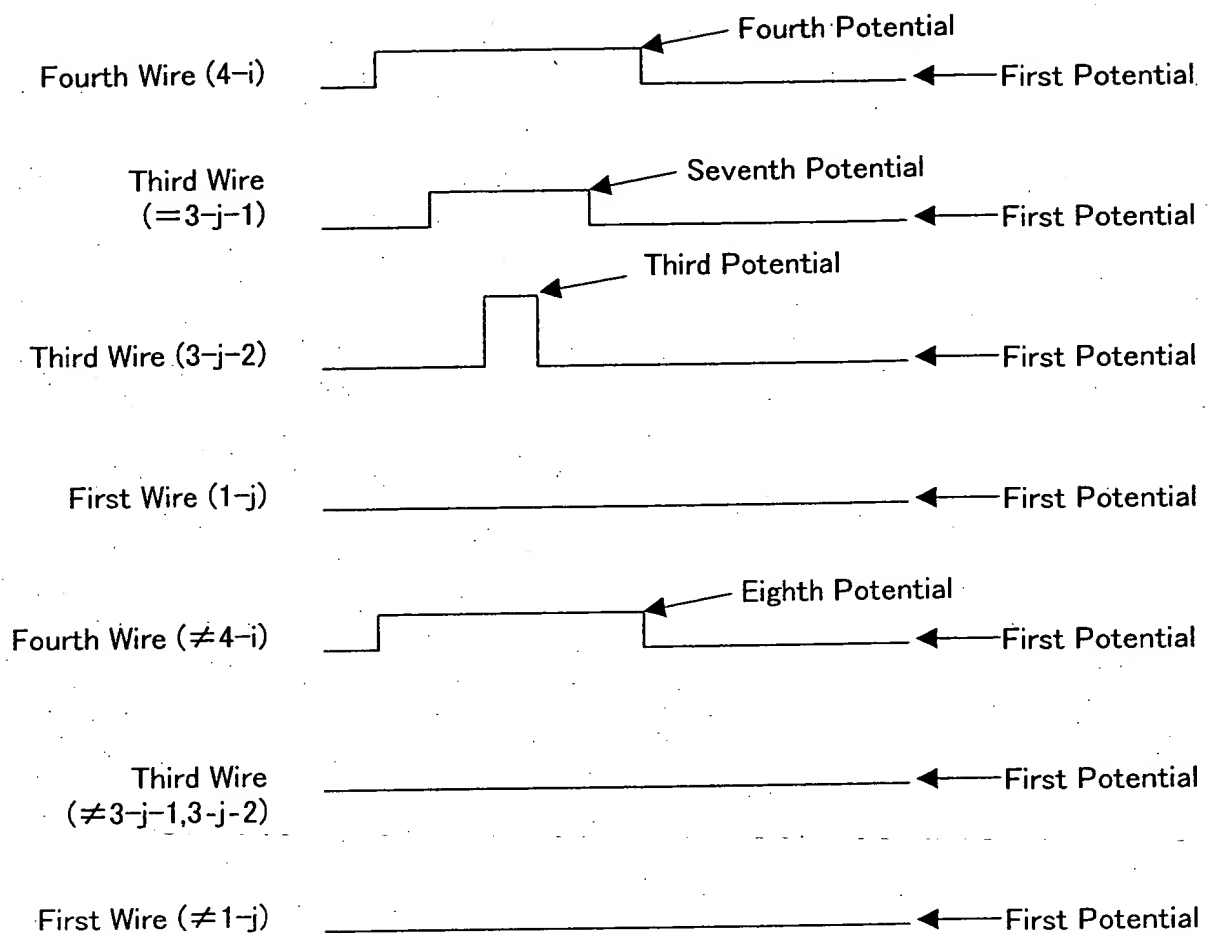 Fourth Potential
Fourth Wire (4-i)
First Potential
Seventh Potential
Third Wire
(=3-j-1)
First Potential
Third Potential
Third Wire (3-j-2)
First Potential
First Wire (1-j)
First Potential
Eighth Potential
Fourth Wire (≠4-i)
First Potential
Third Wire
(≠3-j-1,3-j-2)
First Potential
First Wire (≠1-j)
First Potential